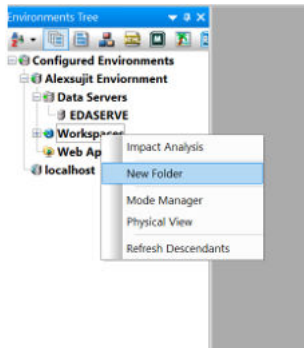 Environments Tree
Configured Environments
Alexsujit Enviornment
Data Servers
EDASERVE
Workspaces
Web Ap
localhost
Impact Analysis
New Folder
Mode Manager
Physical View
Refresh Descendants